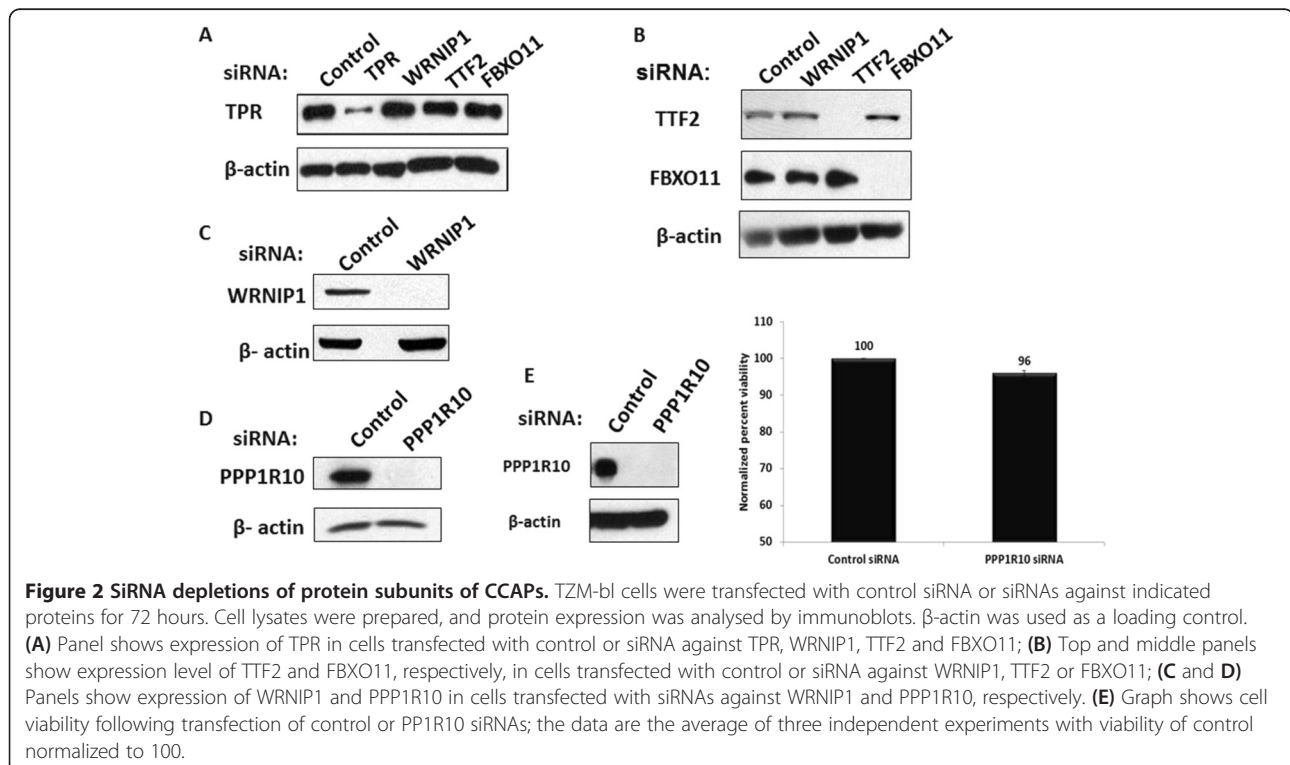 A
siRNA:
Control
TPR
WRNIP1
TTF2
FBXO11
TPR
β-actin
B
siRNA:
Control
WRNIP1
TTF2
FBXO11
TTF2
FBXO11
β-actin
C
siRNA:
Control
WRNIP1
WRNIP1
β- actin
D
siRNA:
Control
PPP1R10
PPP1R10
β- actin
E
siRNA:
Control
PPP1R10
PPP1R10
β-actin
Normalized percent viability
110
100
90
80
70
60
50
100
96
Control siRNA
PPP1R10 siRNA
Figure 2 SiRNA depletions of protein subunits of CCAPs. TZM-bl cells were transfected with control siRNA or siRNAs against indicated
proteins for 72 hours. Cell lysates were prepared, and protein expression was analysed by immunoblots. β-actin was used as a loading control.
(A) Panel shows expression of TPR in cells transfected with control or siRNA against TPR, WRNIP1, TTF2 and FBXO11; (B) Top and middle panels
show expression level of TTF2 and FBXO11, respectively, in cells transfected with control or siRNA against WRNIP1, TTF2 or FBXO11; (C and D)
Panels show expression of WRNIP1 and PPP1R10 in cells transfected with siRNAs against WRNIP1 and PPP1R10, respectively. (E) Graph shows cell
viability following transfection of control or PP1R10 siRNAs; the data are the average of three independent experiments with viability of control
normalized to 100.